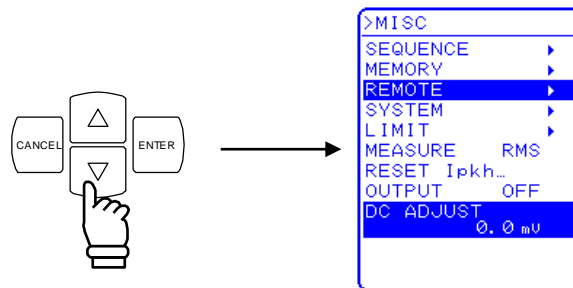 CANCEL
ENTER
>MISC
SEQUENCE
MEMORY
REMOTE
SYSTEM
LIMIT
MEASURE RMS
RESET Ipkh…
OUTPUT OFF
DC ADJUST
0.0 mV